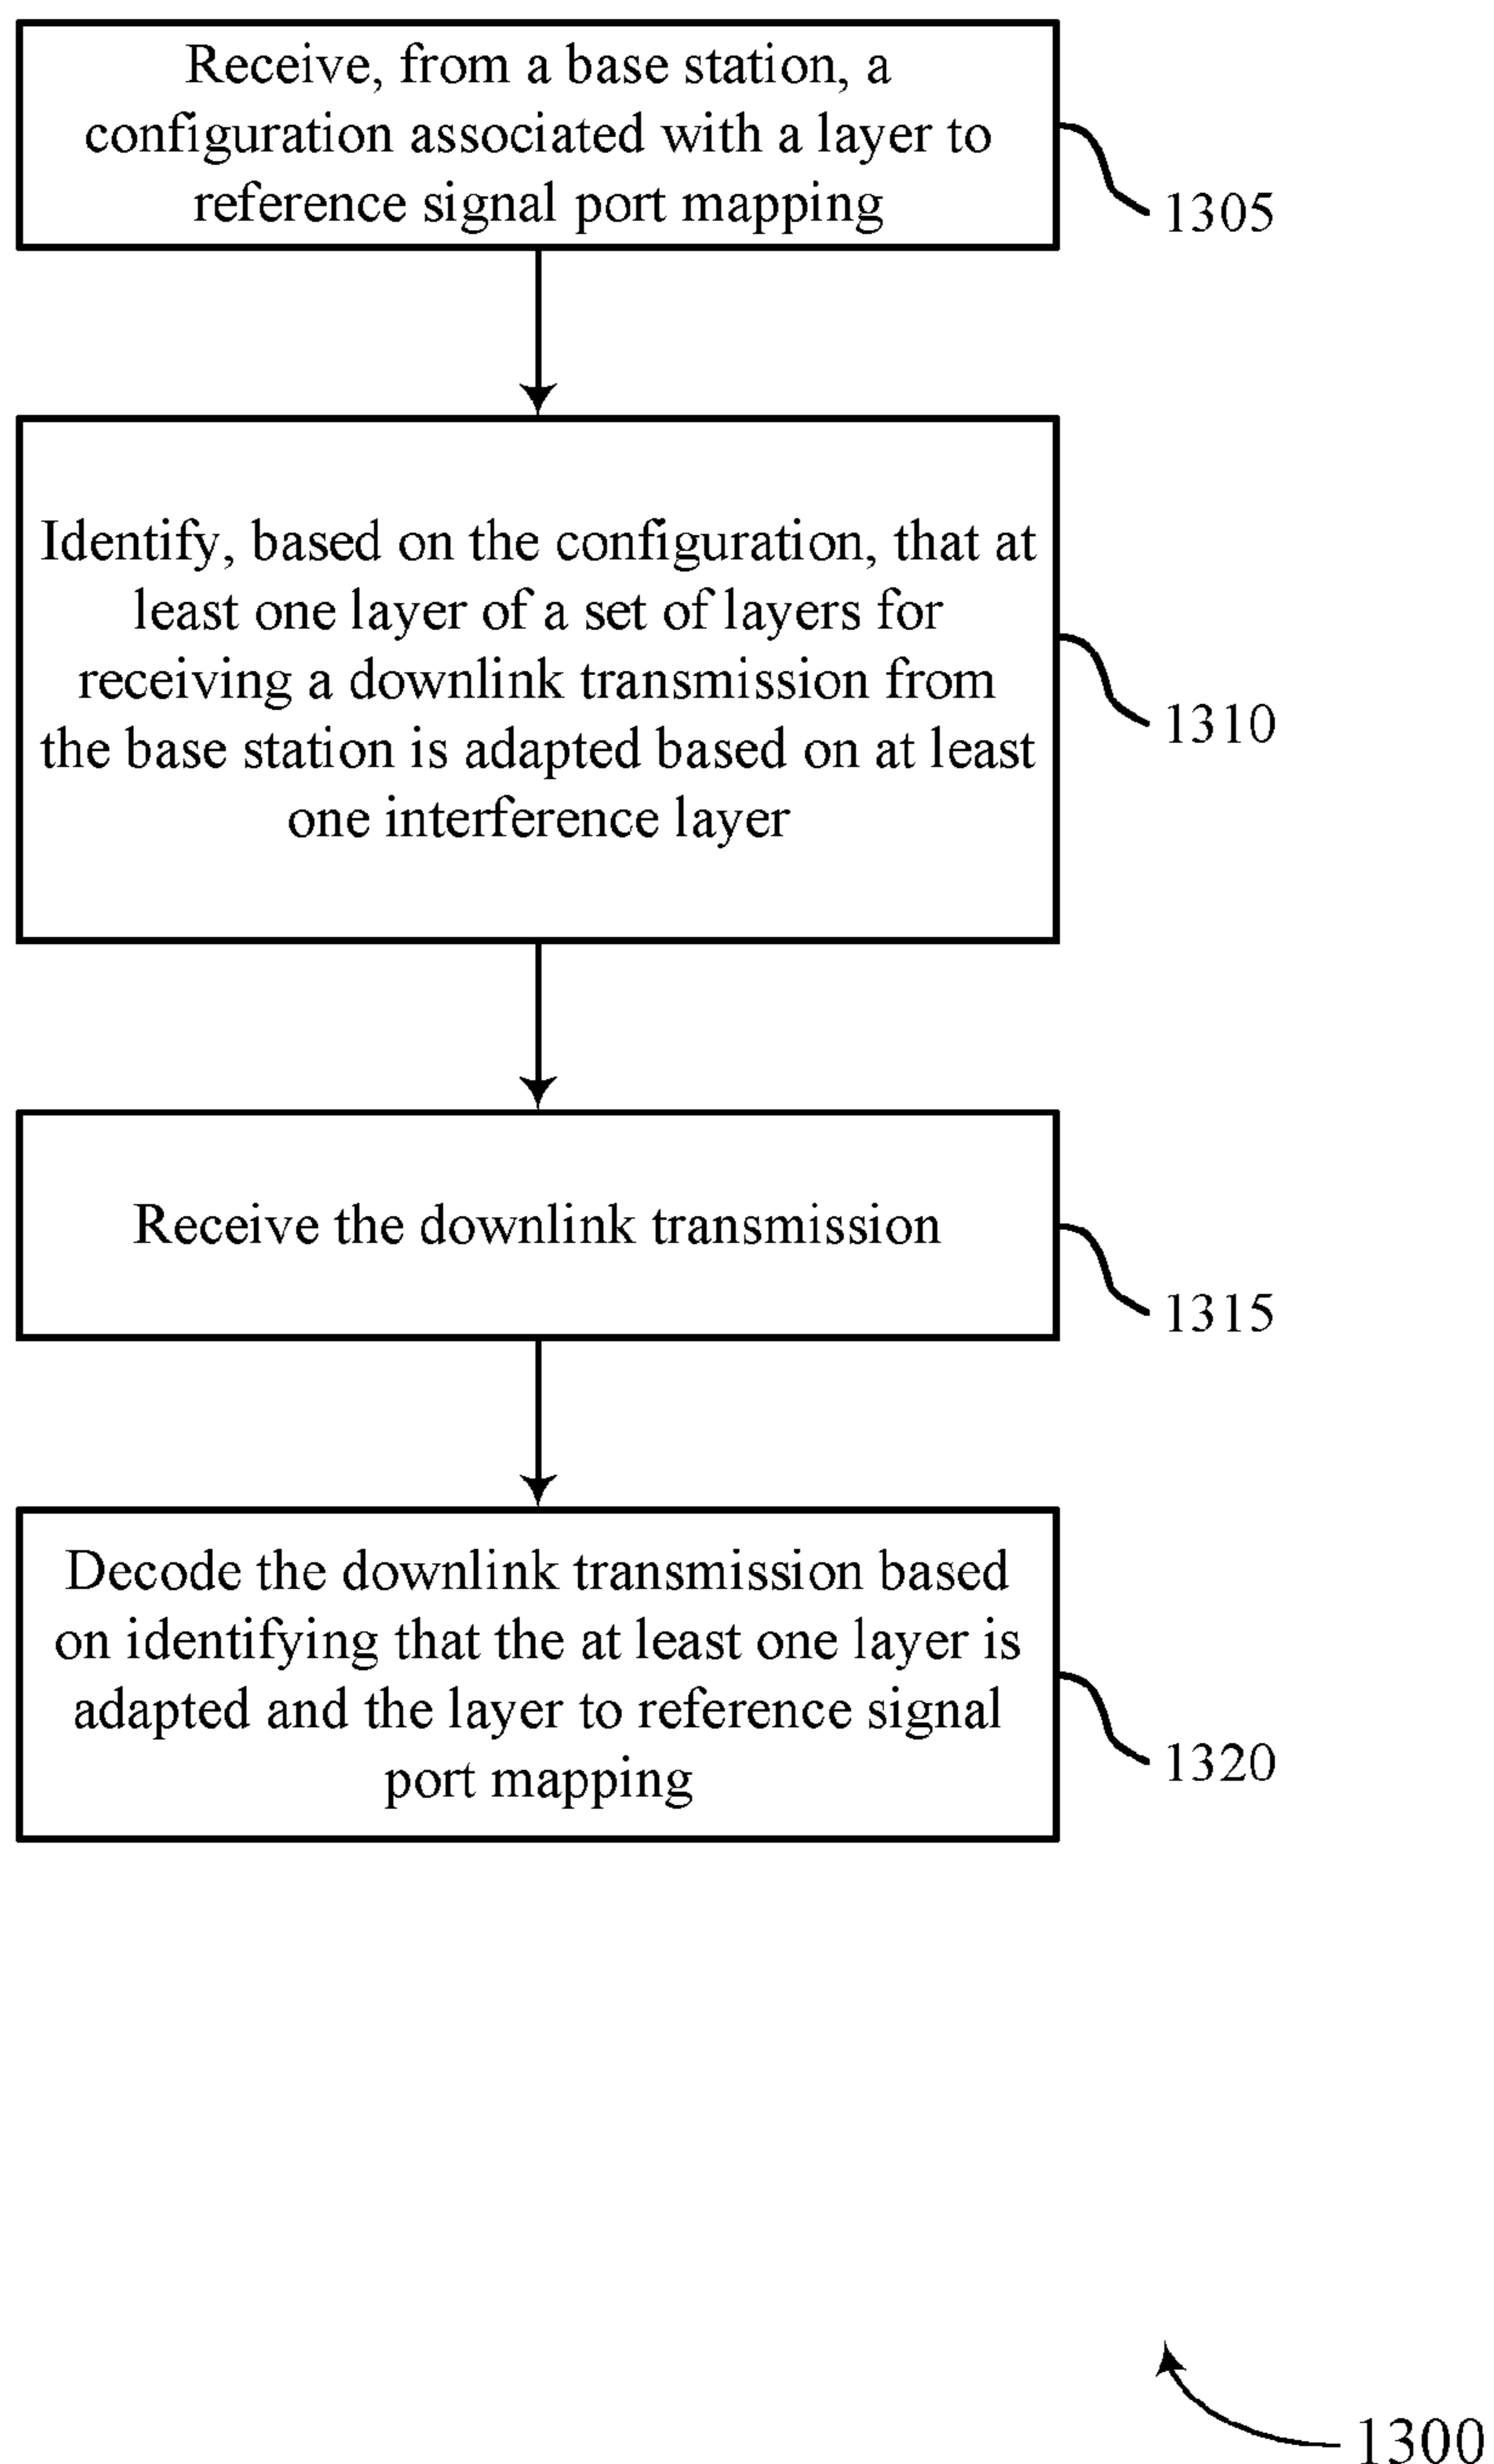 Receive, from a base station, a
configuration associated with a layer to
reference signal port mapping
1305
Identify, based on the configuration, that at
least one layer of a set of layers for
receiving a downlink transmission from
the base station is adapted based on at least
one interference layer
1310
Receive the downlink transmission
1315
Decode the downlink transmission based
on identifying that the at least one layer is
adapted and the layer to reference signal
port mapping
1320
1300